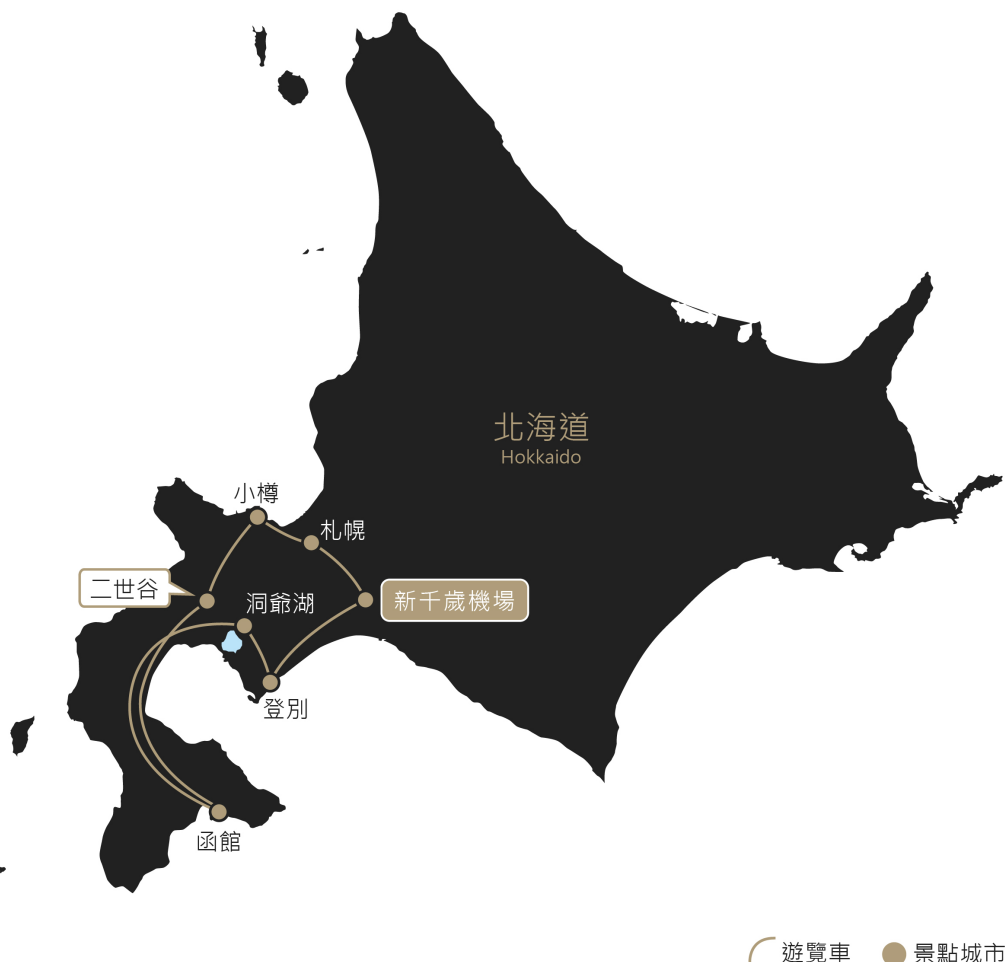 北海道
Hokkaido
小樽
札幌
二世谷
洞爺湖
新千歲機場
登別
函館
遊覽車
景點城市